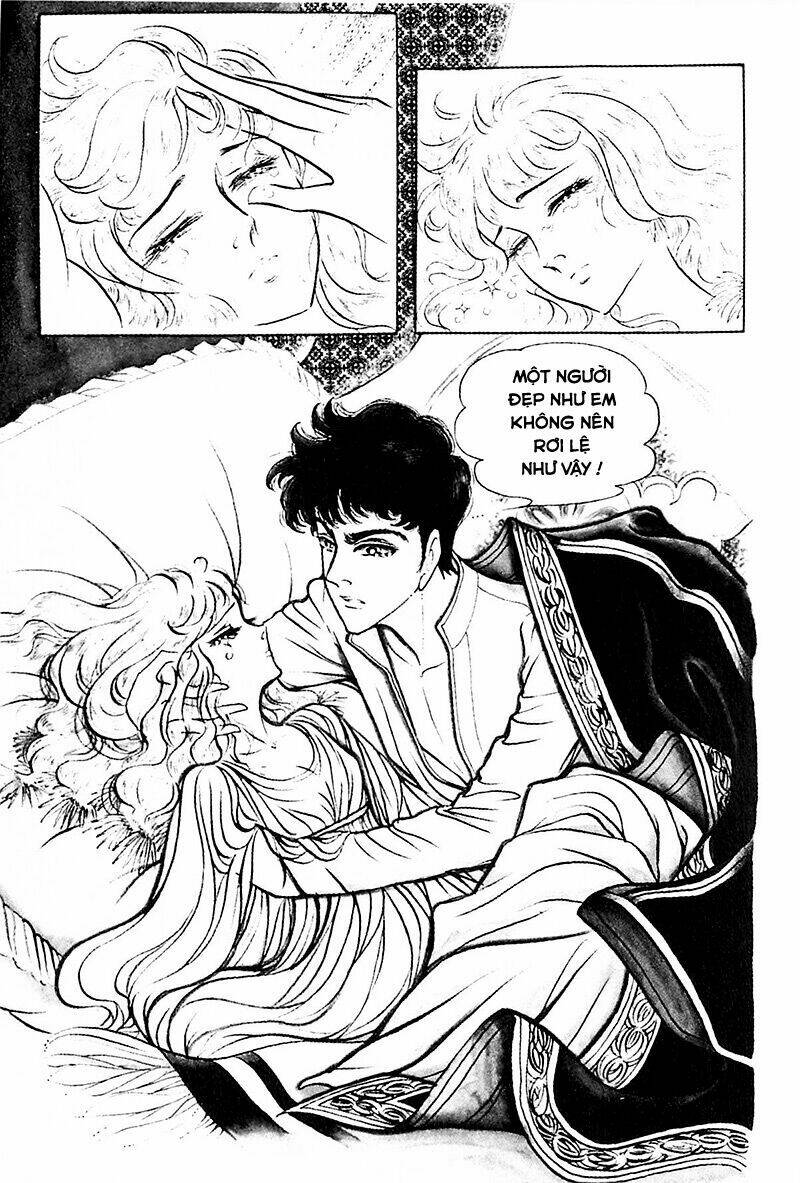 MỘT NGƯỜI
ĐẸP NHƯ EM
KHÔNG NÊN
RƠI LỆ
NHƯ VẬY !